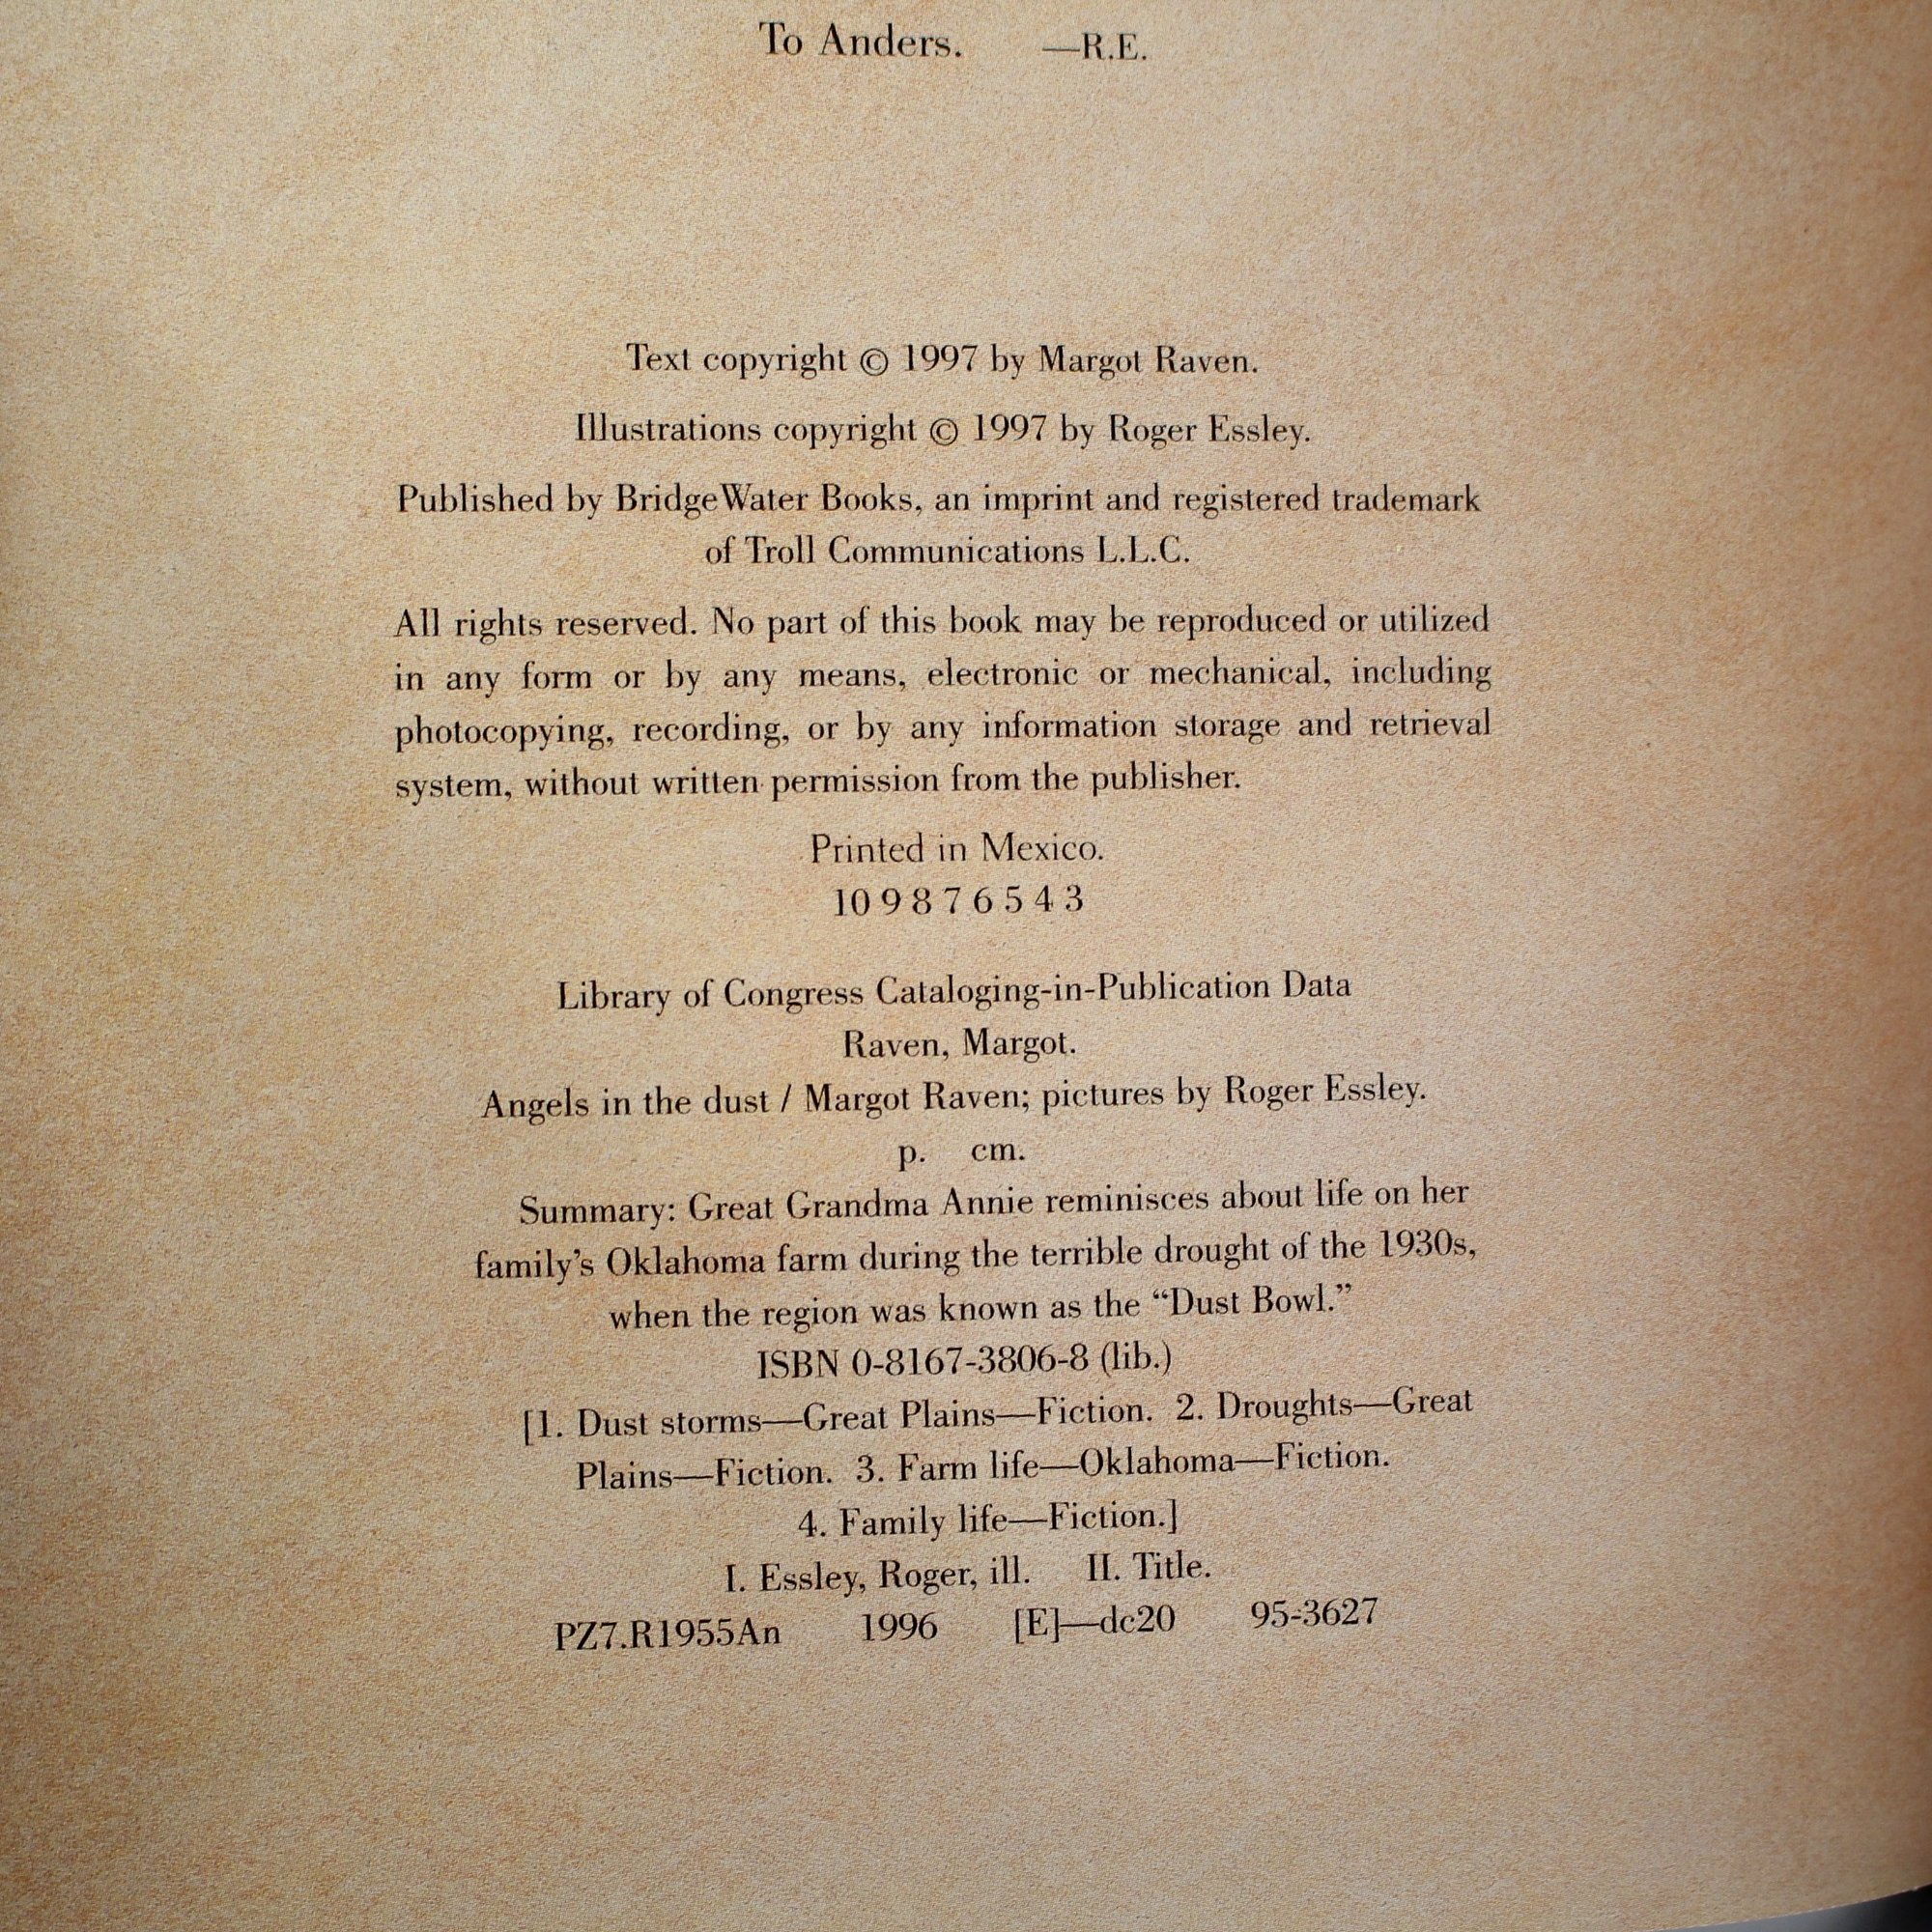 To Anders. —R.E.
Text copyright © 1997 by Margot Raven.
Illustrations copyright © 1997 by Roger Essley.
Published by BridgeWater Books, an imprint and registered trademark
of Troll Communications L.L.C.
All rights reserved. No part of this book may be reproduced or utilized
in any form or by any means, electronic or mechanical, including
photocopying, recording, or by any information storage and retrieval
system, without written permission from the publisher.
Printed in Mexico.
10 9 8 7 6 5 4 3
Library of Congress Cataloging-in-Publication Data
Raven, Margot.
Angels in the dust / Margot Raven; pictures by Roger Essley.
p. cm.
Summary: Great Grandma Annie reminisces about life on her
family’s Oklahoma farm during the terrible drought of the 1930s,
when the region was known as the “Dust Bowl.”
ISBN 0-8167-3806-8 (lib.)
[1. Dust storms—Great Plains—Fiction. 2. Droughts—Great
Plains—Fiction. 3. Farm life—Oklahoma—Fiction.
4. Family life—Fiction.]
I. Essley, Roger, ill. II. Title.
PZ7.R1955An 1996 [E]—dc20 95-3627